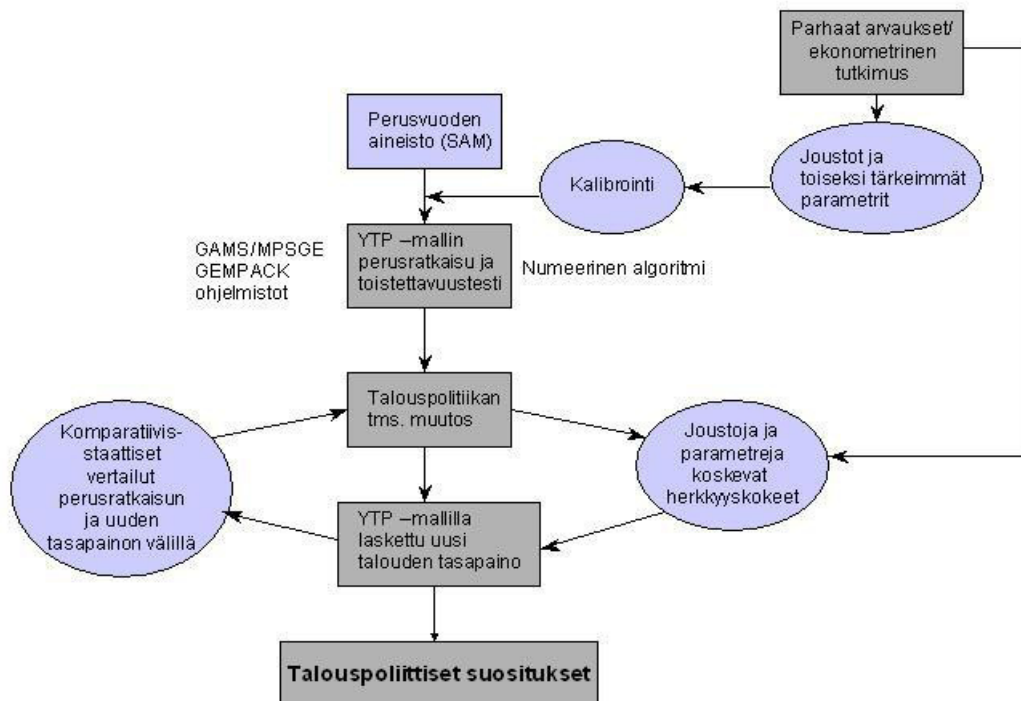 Parhaat arvaukset/
ekonometrinen
tutkimus
Perusvuoden
aineisto (SAM)
Kalibrointi
Joustot ja
toiseksi tärkeimmät
parametrit
GAMS/MPSGE
GEMPACK
ohjelmistot
YTP –mallin
perusratkaisu ja
toistettavuustesti
Numeerinen algoritmi
Talouspolitiikan
tms. muutos
Komparatiivis-
staattiset
vertailut
perusratkaisun
ja uuden
tasapainon välillä
Joustoja ja
parametreja
koskevat
herkkyyskokeet
YTP –mallilla
laskettu uusi
talouden tasapaino
Talouspoliittiset suositukset